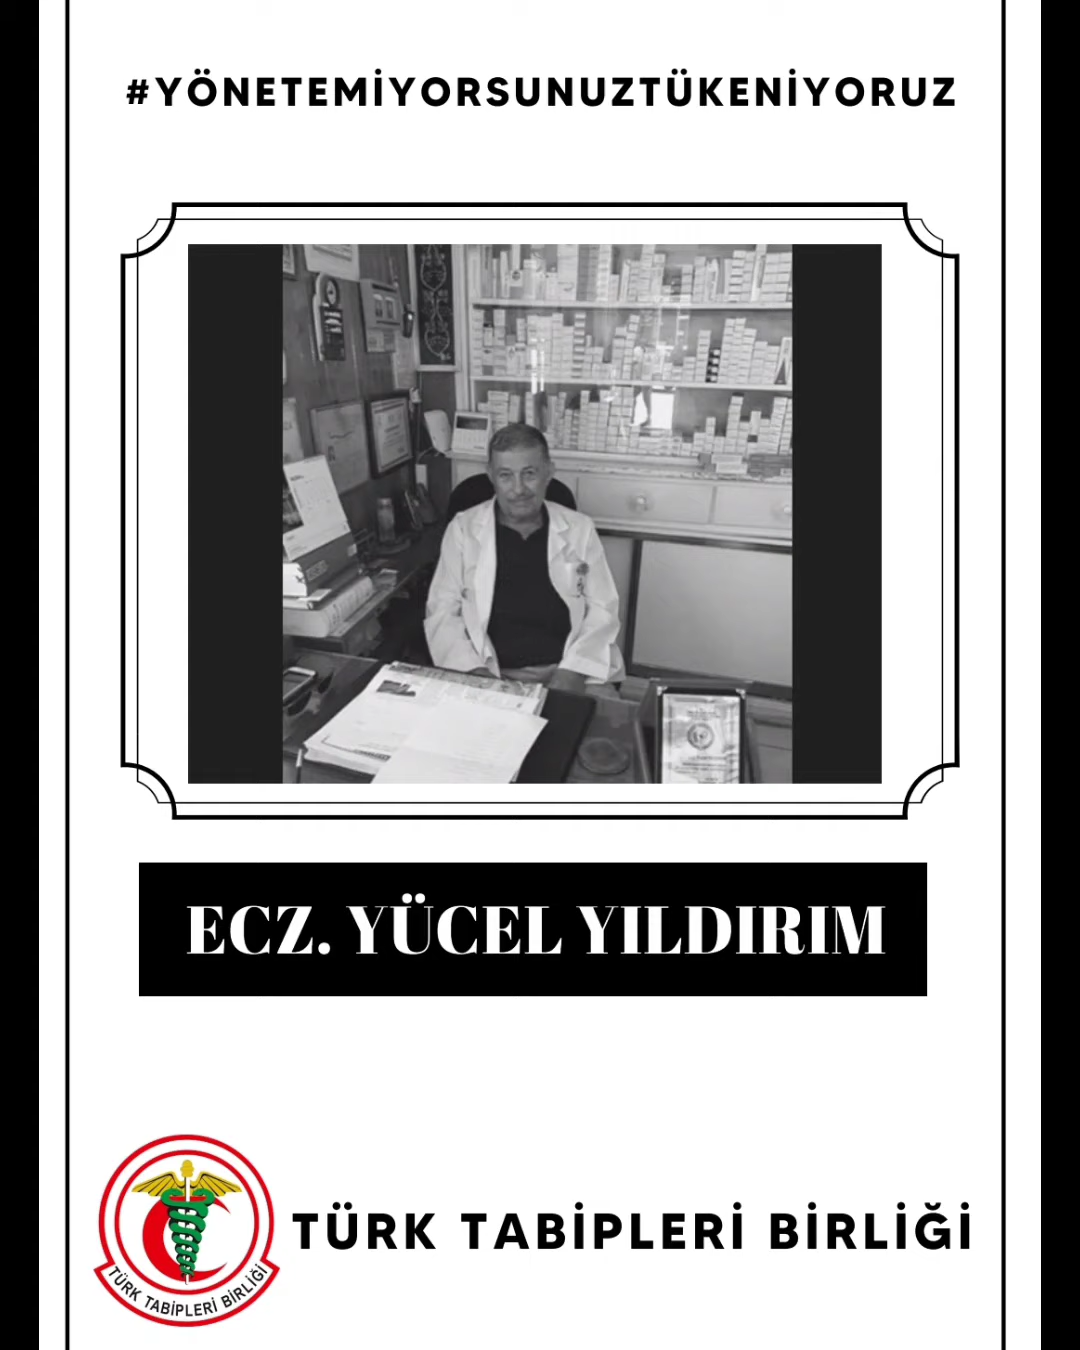 #YÖNETEMİYORSUNUZTÜKENİYORUZ
ECZ. YÜCEL YILDIRIM
TÜRK TABİPLERİ BİRLİĞİ
TÜRK TABİPLERİ BİRLİĞİ